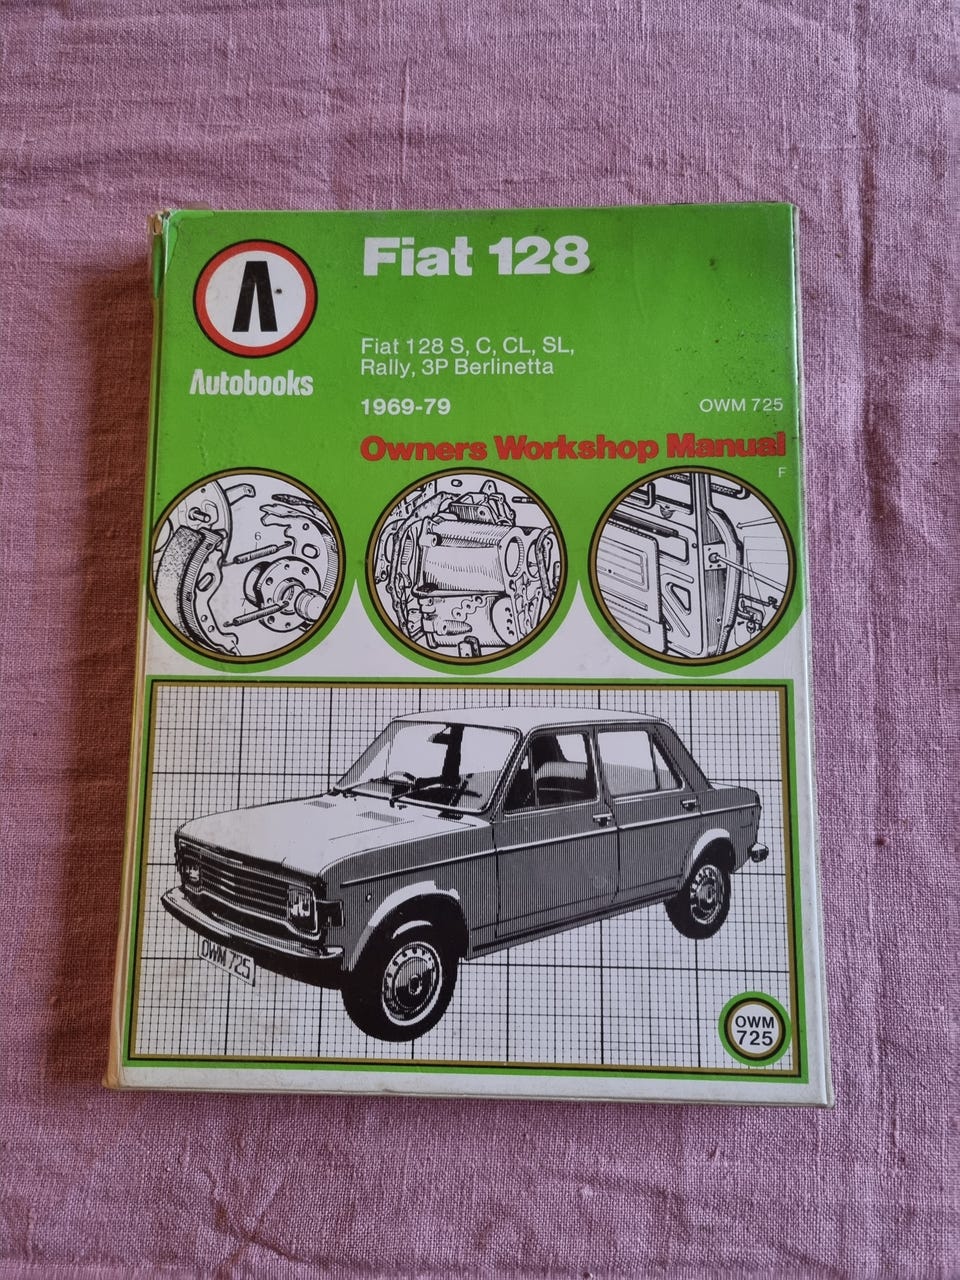 Fiat 128
Autobooks
Fiat 128 S, C, CL, SL,
Rally, 3P Berlinetta
1969-79
OWM 725
Owners Workshop Manual
F
6
OWM 725
OWM
725